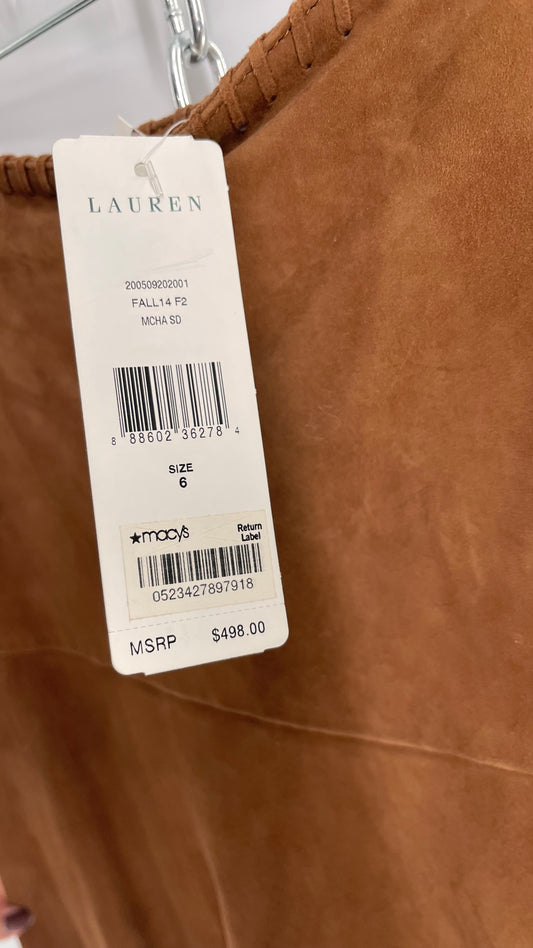 LAUREN
200509202001
FALL14 F2
MCHA SD
8 88602 36278 4
SIZE
6
★macy's Return
Label
0523427897918
MSRP $498.00